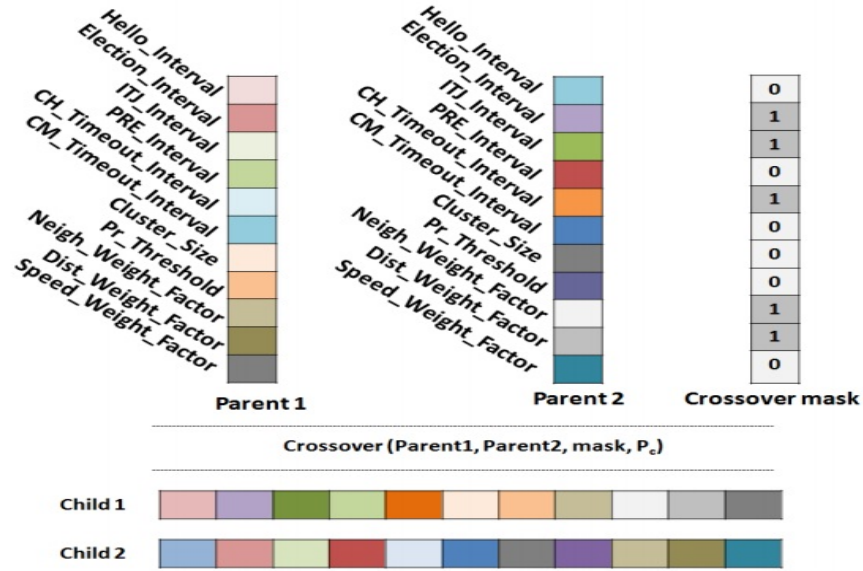 Hello_Interval
Election_Interval
ITJ_Interval
PRE_Interval
CH_Timeout_Interval
CM_Timeout_Interval
Cluster_Size
Pr_Threshold
Neigh_Weight_Factor
Dist_Weight_Factor
Speed_Weight_Factor
Parent 1
Hello_Interval
Election_Interval
ITJ_Interval
PRE_Interval
CH_Timeout_Interval
CM_Timeout_Interval
Cluster_Size
Pr_Threshold
Neigh_Weight_Factor
Dist_Weight_Factor
Speed_Weight_Factor
Parent 2
0
1
1
0
1
0
0
0
1
1
0
Crossover mask
Crossover (Parent1, Parent2, mask, Pc)
Child 1
Child 2